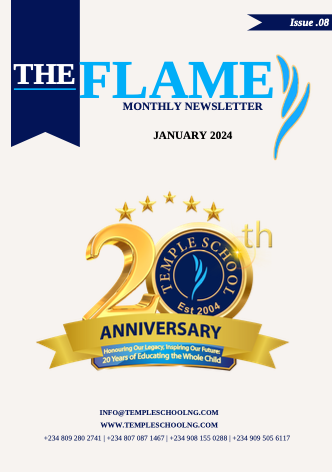 Issue .08
THE FLAME
MONTHLY NEWSLETTER
JANUARY 2024
20th
TEMPLE SCHOOL
Est 2004
ANNIVERSARY
Honouring Our Legacy, Inspiring Our Future:
20 Years of Educating the Whole Child
INFO@TEMPLESCHOOLNG.COM
WWW.TEMPLESCHOOLNG.COM
+234 809 280 2741 | +234 807 087 1467 | +234 908 155 0288 | +234 909 505 6117